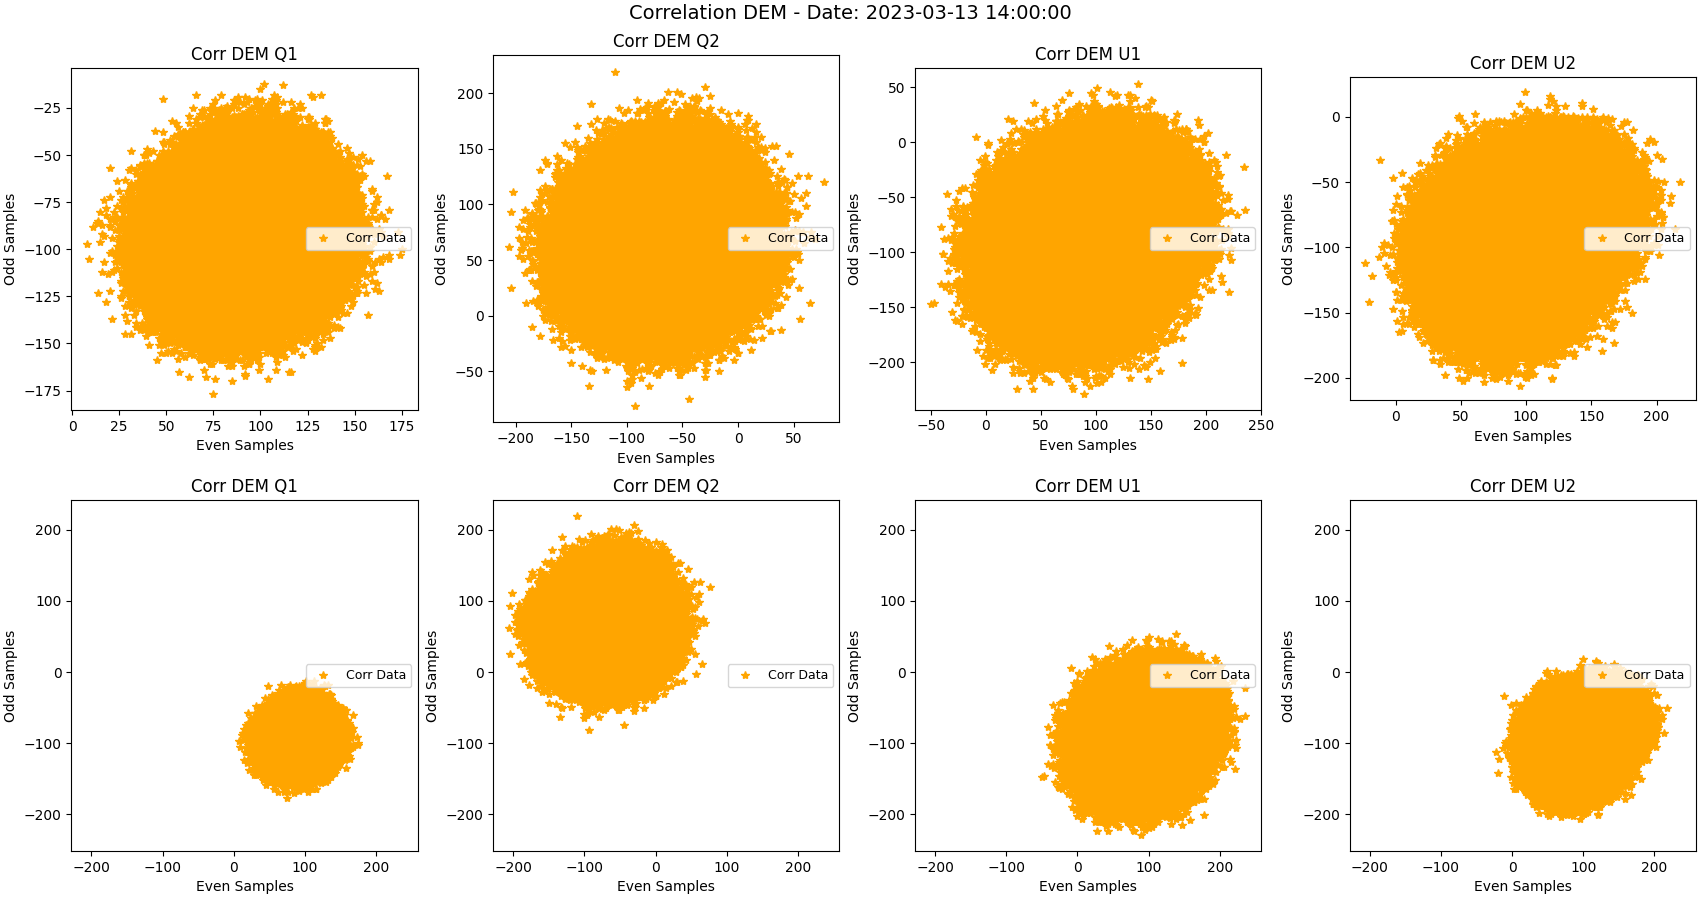 Correlation DEM - Date: 2023-03-13 14:00:00
Corr DEM Q1
Corr DEM Q2
Corr DEM U1
Corr DEM U2
Odd Samples
−25
−50
−75
−100
−125
−150
−175
Corr Data
0
25
50
75
100
125
150
175
Even Samples
Odd Samples
200
150
100
50
0
−50
Corr Data
−200
−150
−100
−50
0
50
Even Samples
Odd Samples
50
0
−50
−100
−150
−200
Corr Data
−50
0
50
100
150
200
250
Even Samples
Odd Samples
0
−50
−100
−150
−200
Corr Data
0
50
100
150
200
Even Samples
Corr DEM Q1
Corr DEM Q2
Corr DEM U1
Corr DEM U2
Odd Samples
200
100
0
−100
−200
Corr Data
−200
−100
0
100
200
Even Samples
Odd Samples
200
100
0
−100
−200
Corr Data
−200
−100
0
100
200
Even Samples
Odd Samples
200
100
0
−100
−200
Corr Data
−200
−100
0
100
200
Even Samples
Odd Samples
200
100
0
−100
−200
Corr Data
−200
−100
0
100
200
Even Samples